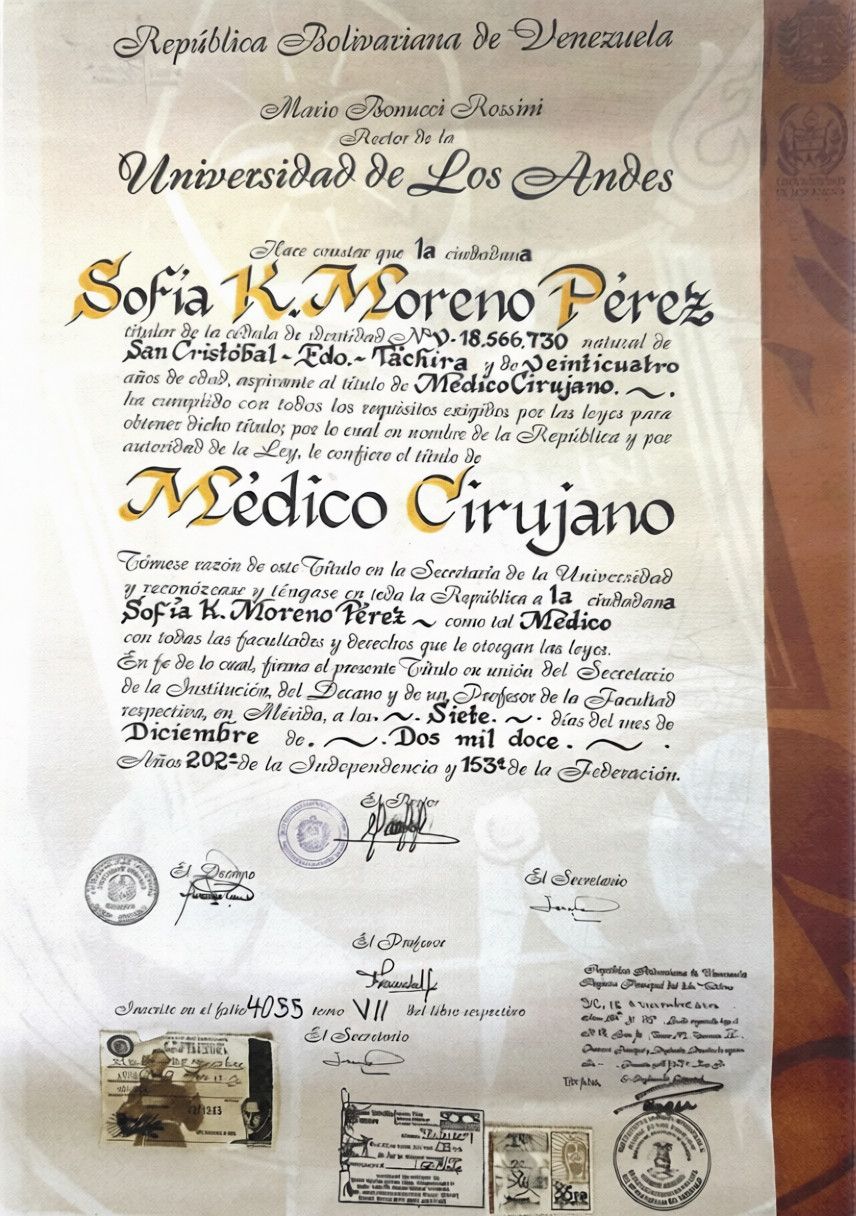 República Bolivariana de Venezuela
Mario Bonucci Rossini
Rector de la
Universidad de Los Andes
Hace constar que la ciudadana
Sofía K. Moreno Pérez
titular de la cédula de identidad Nº V-18.566.730 natural de
San Cristóbal - Edo. - Táchira y de veinticuatro
años de edad, aspirante al título de Médico Cirujano. ~.
ha cumplido con todos los requisitos exigidos por las leyes para
obtener dicho título; por lo cual en nombre de la República y por
autoridad de la Ley, le confiere el título de
Médico Cirujano
Tómese razón de este Título en la Secretaría de la Universidad
y reconózcase y téngase en toda la República a la ciudadana
Sofía K. Moreno Pérez ~ como tal Médico
con todas las facultades y derechos que le otorgan las leyes.
En fe de lo cual, firma el presente Título en unión del Secretario
de la Institución, del Decano y de un Profesor de la Facultad
respectiva, en Mérida, a los ~. Siete. ~. días del mes de
Diciembre de. ~. Dos mil doce. ~.
Años 202º de la Independencia y 153º de la Federación.
El Rector
El Decano
El Secretario
El Profesor
Inscrito en el folio 4055 tomo VII del libro respectivo
El Secretario